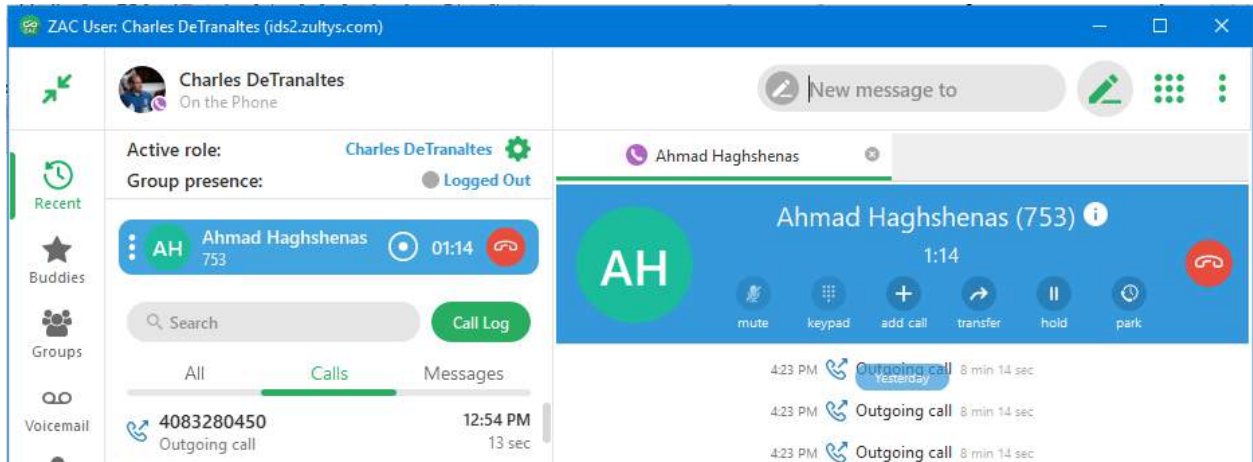 ZAC User: Charles DeTranaltes (ids2.zultys.com)
Charles DeTranaltes
On the Phone
New message to
Active role: Charles DeTranaltes
Group presence: Logged Out
Recent
Buddies
Groups
Voicemail
AH
Ahmad Haghshenas
753
01:14
Search
Call Log
All Calls Messages
4083280450 12:54 PM
Outgoing call 13 sec
Ahmad Haghshenas
AH
Ahmad Haghshenas (753)
1:14
mute keypad add call transfer hold park
4:23 PM Outgoing call 8 min 14 sec
Yesterday
4:23 PM Outgoing call 8 min 14 sec
4:23 PM Outgoing call 8 min 14 sec